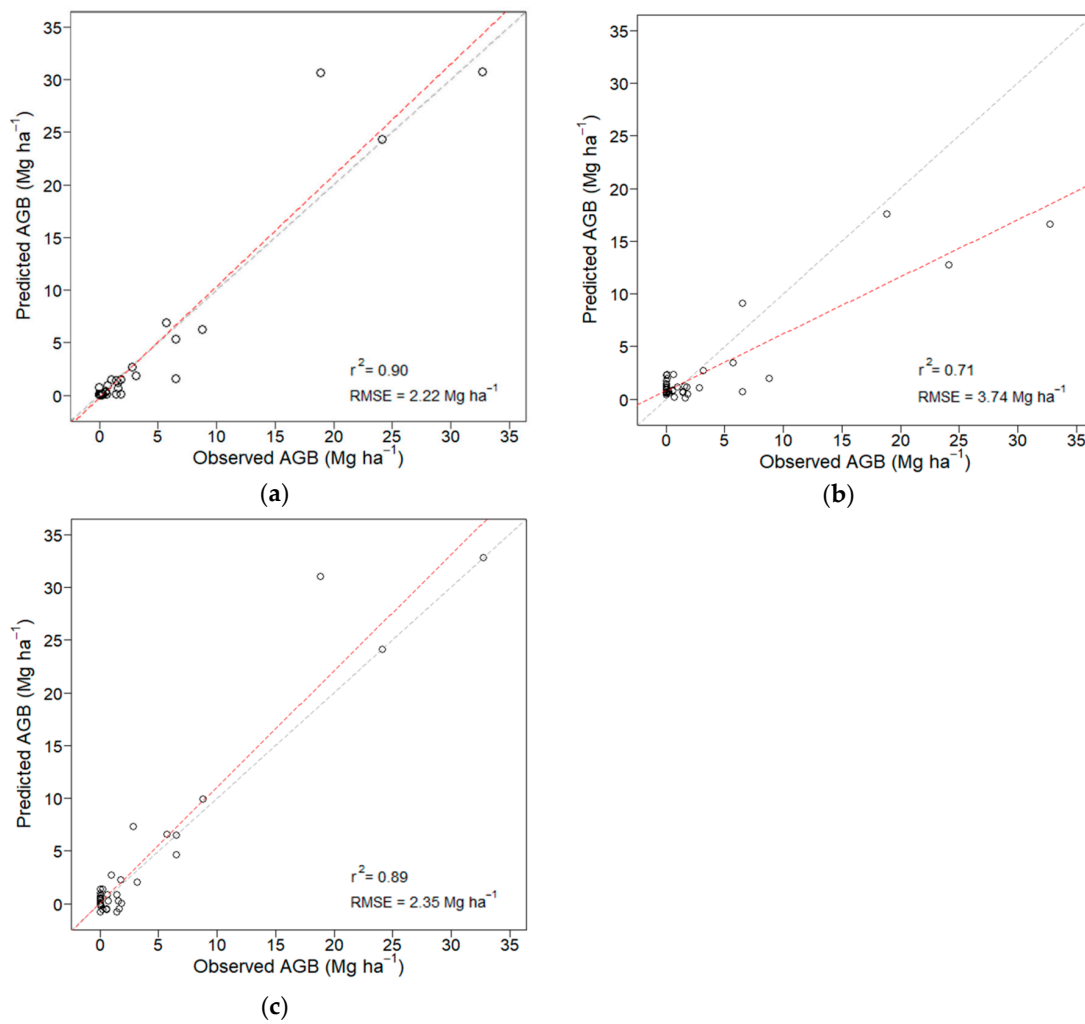 35
30
25
20
15
10
5
0
Predicted AGB (Mg ha⁻¹)
r² = 0.90
RMSE = 2.22 Mg ha⁻¹
0 5 10 15 20 25 30 35
Observed AGB (Mg ha⁻¹)
(a)
35
30
25
20
15
10
5
0
Predicted AGB (Mg ha⁻¹)
r² = 0.71
RMSE = 3.74 Mg ha⁻¹
0 5 10 15 20 25 30 35
Observed AGB (Mg ha⁻¹)
(b)
35
30
25
20
15
10
5
0
Predicted AGB (Mg ha⁻¹)
r² = 0.89
RMSE = 2.35 Mg ha⁻¹
0 5 10 15 20 25 30 35
Observed AGB (Mg ha⁻¹)
(c)